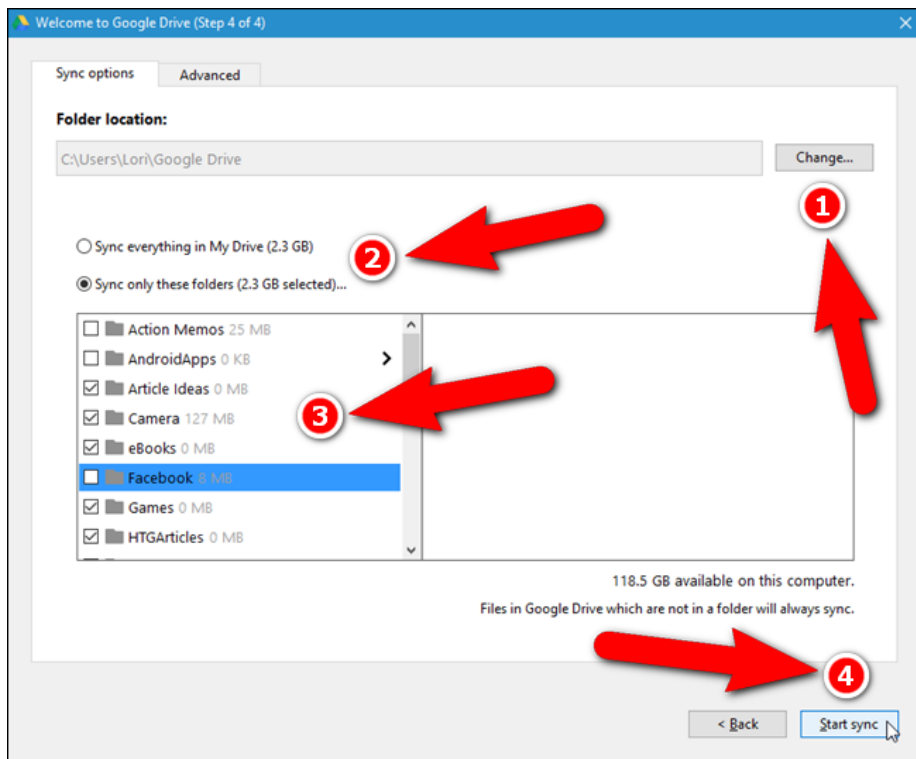 Welcome to Google Drive (Step 4 of 4)
Sync options
Advanced
Folder location:
C:\Users\Lori\Google Drive
Change...
1
Sync everything in My Drive (2.3 GB)
2
Sync only these folders (2.3 GB selected)...
Action Memos 25 MB
AndroidApps 0 KB
Article Ideas 0 MB
3
Camera 127 MB
eBooks 0 MB
Facebook 8 MB
Games 0 MB
HTGArticles 0 MB
118.5 GB available on this computer.
Files in Google Drive which are not in a folder will always sync.
4
< Back
Start sync